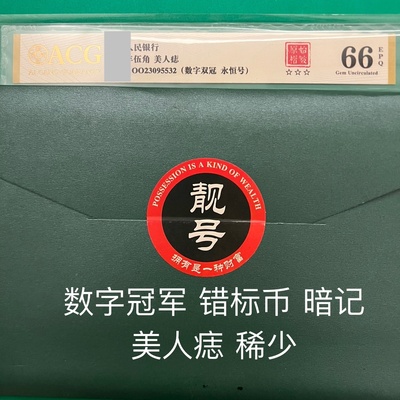 ACG
人民银行
伍角 美人痣
OO23095532(数字双冠 永恒号)
原始
☆☆☆
66
EPQ
Gem Uncirculated
POSSESSION IS A KIND OF WEALTH
靓号
拥有是一种财富
数字冠军 错标币 暗记
美人痣 稀少